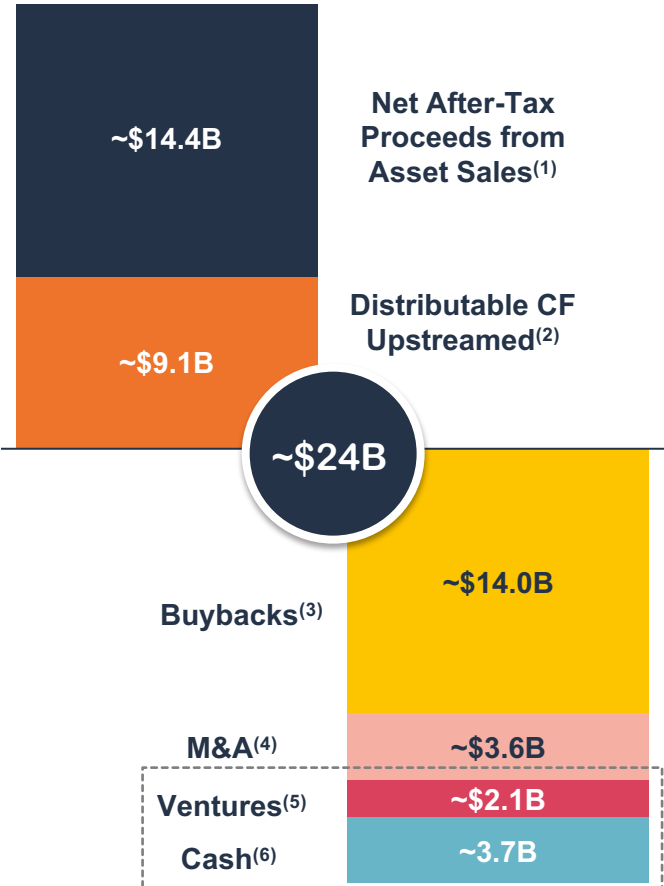 ~$14.4B
Net After-Tax
Proceeds from
Asset Sales(1)
~$9.1B
Distributable CF
Upstreamed(2)
~$24B
Buybacks(3)
~$14.0B
M&A(4)
~$3.6B
Ventures(5)
~$2.1B
Cash(6)
~3.7B